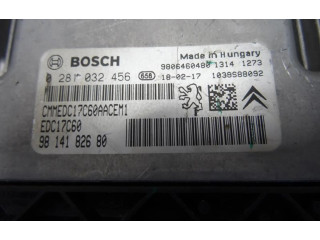 BOSCH
Made in Hungary
9806460480 1314 1273
0 281 032 456 658 18-02-17 1039S88092
CMMEDC17C60AACEM1
EDC17C60
98 141 826 80